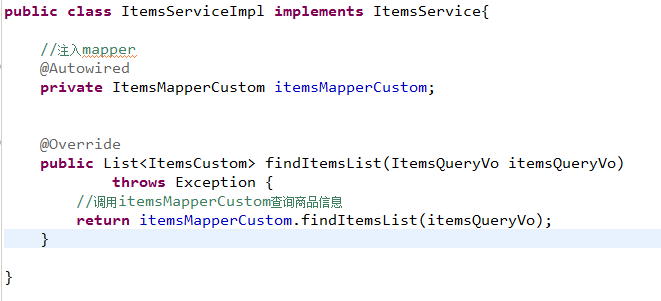 public class ItemsServiceImpl implements ItemsService{
//注入mapper
@Autowired
private ItemsMapperCustom itemsMapperCustom;
@Override
public List<ItemsCustom> findItemsList(ItemsQueryVo itemsQueryVo)
throws Exception {
//调用itemsMapperCustom查询商品信息
return itemsMapperCustom.findItemsList(itemsQueryVo);
}
}